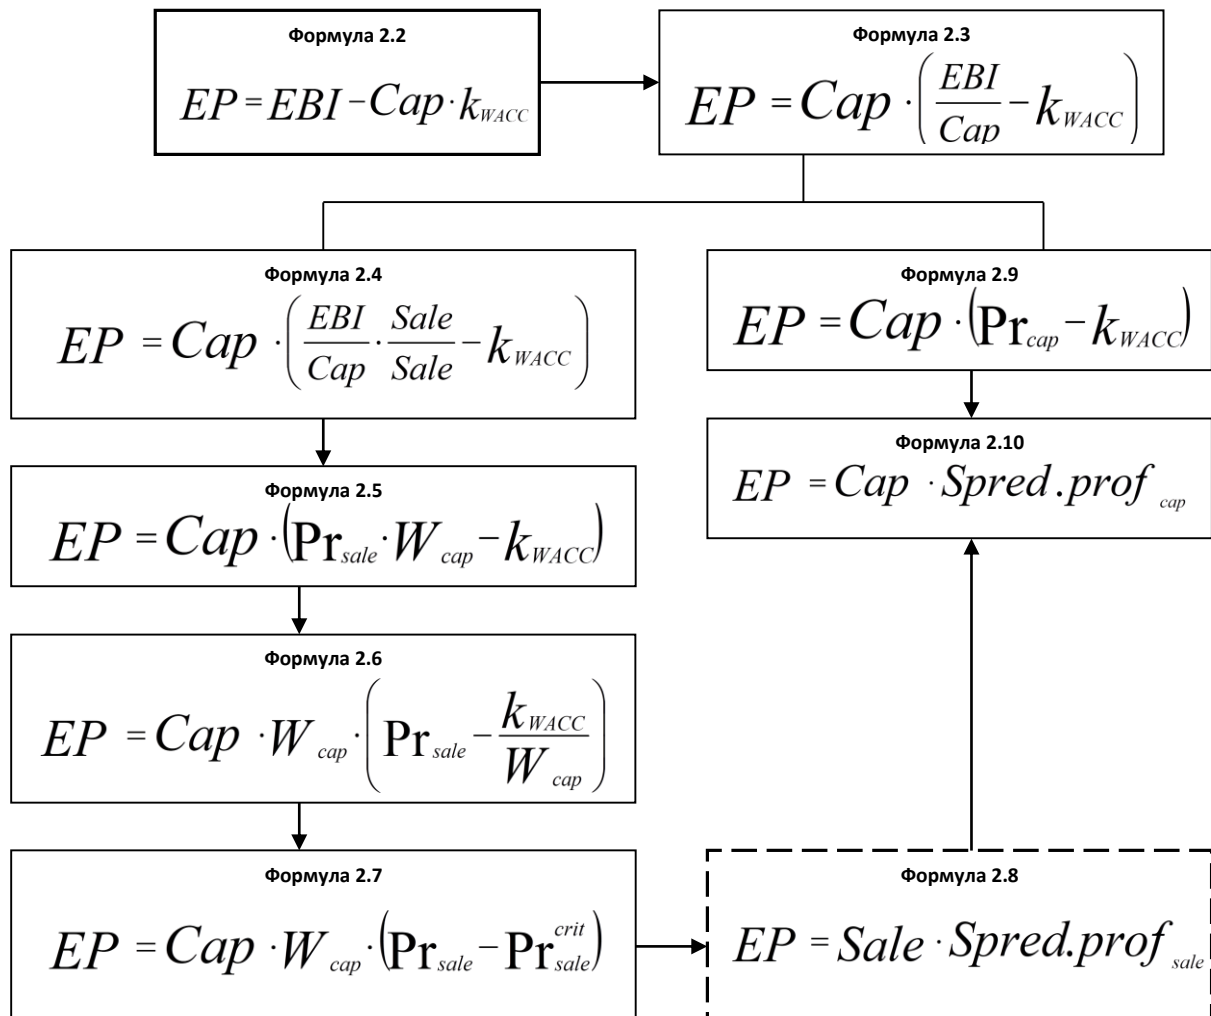 Формула 2.2
EP = EBI − Cap · k_WACC
Формула 2.3
EP = Cap · (EBI / Cap − k_WACC)
Формула 2.4
EP = Cap · (EBI / Cap · Sale / Sale − k_WACC)
Формула 2.9
EP = Cap · (Pr_cap − k_WACC)
Формула 2.5
EP = Cap · (Pr_sale · W_cap − k_WACC)
Формула 2.10
EP = Cap · Spred.prof_cap
Формула 2.6
EP = Cap · W_cap · (Pr_sale − k_WACC / W_cap)
Формула 2.7
EP = Cap · W_cap · (Pr_sale − Pr_sale^crit)
Формула 2.8
EP = Sale · Spred.prof_sale